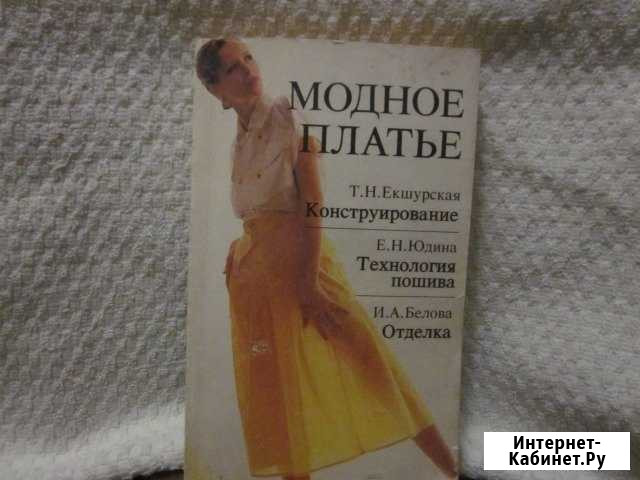 МОДНОЕ
ПЛАТЬЕ
Т.Н.Екшурская
Конструирование
Е.Н.Юдина
Технология
пошива
И.А.Белова
Отделка
Интернет-
Кабинет.Ру